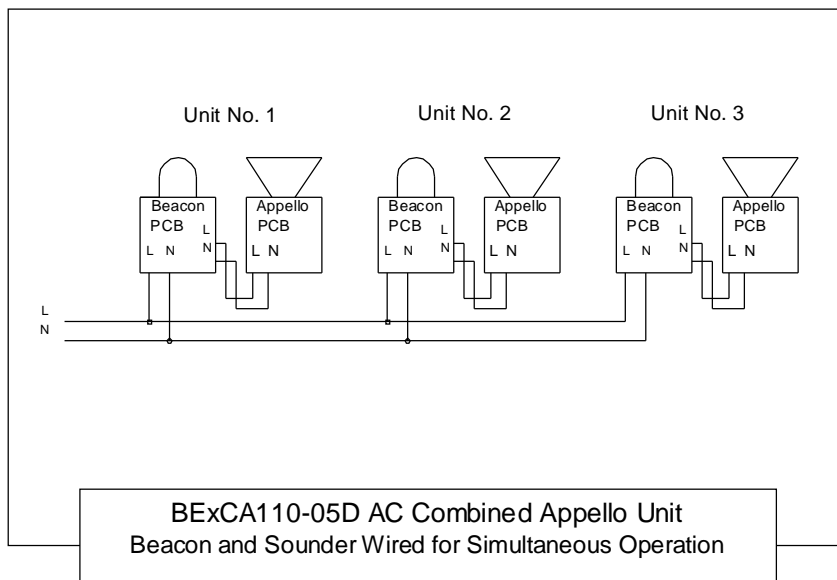 Unit No. 1
Unit No. 2
Unit No. 3
Beacon
PCB
L
L N
N
Appello
PCB
L N
Beacon
PCB
L
L N
N
Appello
PCB
L N
Beacon
PCB
L
L N
N
Appello
PCB
L N
L
N
BExCA110-05D AC Combined Appello Unit
Beacon and Sounder Wired for Simultaneous Operation